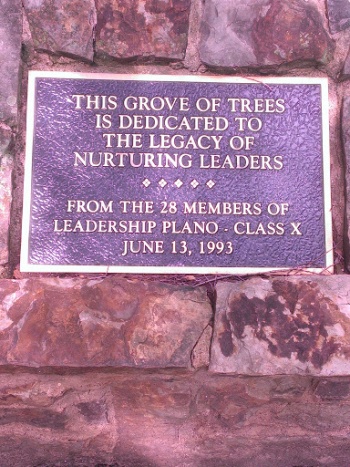 THIS GROVE OF TREES
IS DEDICATED TO
THE LEGACY OF
NURTURING LEADERS
FROM THE 28 MEMBERS OF
LEADERSHIP PLANO - CLASS X
JUNE 13, 1993